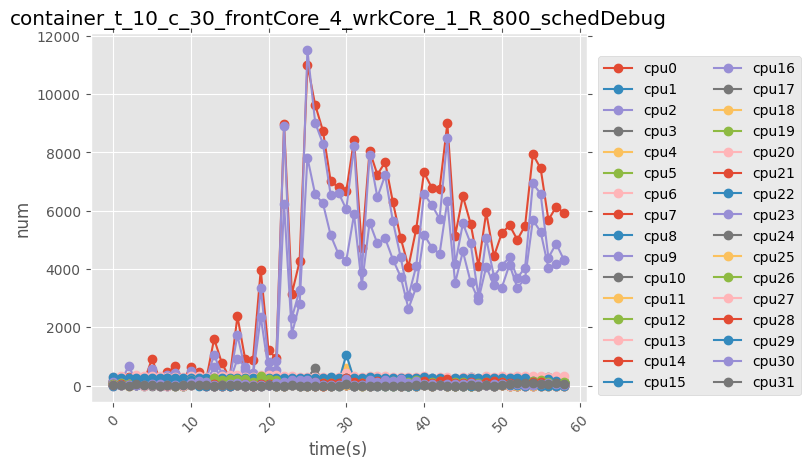 container_t_10_c_30_frontCore_4_wrkCore_1_R_800_schedDebug
12000
10000
8000
6000
4000
2000
0
num
0
10
20
30
40
50
60
time(s)
cpu0
cpu1
cpu2
cpu3
cpu4
cpu5
cpu6
cpu7
cpu8
cpu9
cpu10
cpu11
cpu12
cpu13
cpu14
cpu15
cpu16
cpu17
cpu18
cpu19
cpu20
cpu21
cpu22
cpu23
cpu24
cpu25
cpu26
cpu27
cpu28
cpu29
cpu30
cpu31